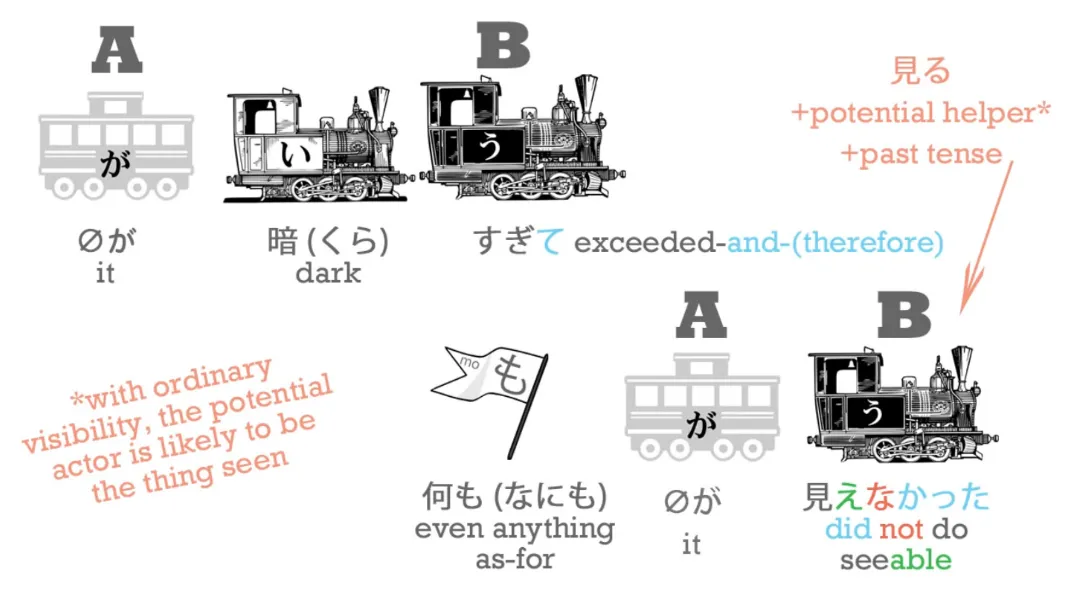 A
B
が
い
う
∅が
it
暗 (くら)
dark
すぎて exceeded-and-(therefore)
見る
+potential helper*
+past tense
*with ordinary
visibility, the potential
actor is likely to be
the thing seen
A
B
mo
も
が
う
何も (なにも)
even anything
as-for
∅が
it
見えなかった
did not do
seeable